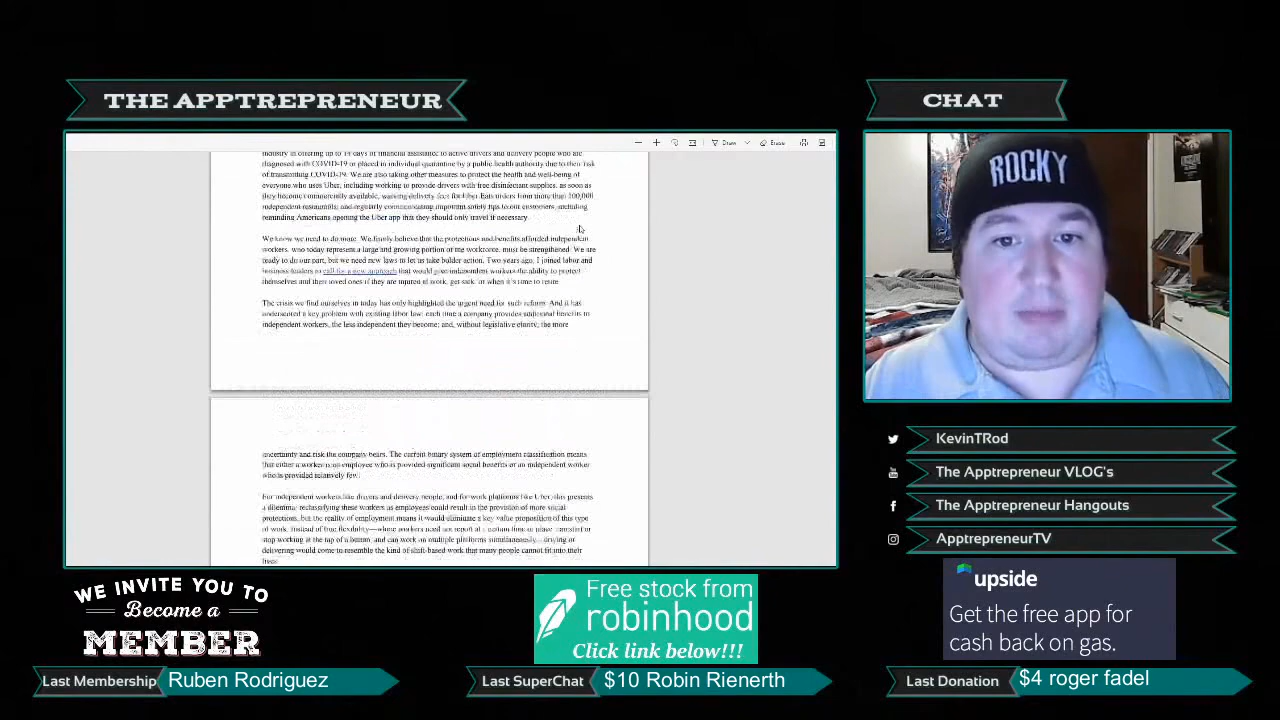 THE APPTREPRENEUR
CHAT
Draw
Erase
industry in offering up to 14 days of financial assistance to active drivers or delivery people who are
diagnosed with COVID-19 or placed in individual quarantine by a public health authority due to their risk
of transmitting COVID-19. We are also taking other measures to protect the health and well-being of
everyone who uses Uber, including working to provide drivers with free disinfectant supplies, as soon as
they become commercially available, waiving delivery fees for Uber Eats orders from more than 100,000
independent restaurants, and regularly communicating important safety tips to our customers, including
reminding Americans opening the Uber app that they should only travel if necessary.
We know we need to do more. We firmly believe that the protections and benefits afforded independent
workers, who today represent a large and growing portion of the workforce, must be strengthened. We are
ready to do our part, but we need new laws to let us take bolder action. Two years ago, I joined labor and
business leaders to call for a new approach that would give independent workers the ability to protect
themselves and their loved ones if they are injured at work, get sick, or when it's time to retire.
The crisis we find ourselves in today has only highlighted the urgent need for such reform. And it has
underscored a key problem with existing labor law: each time a company provides additional benefits to
independent workers, the less independent they become; and, without legislative clarity, the more
uncertainty and risk the company bears. The current binary system of employment classification means
that either a worker is an employee who is provided significant social benefits or an independent worker
who is provided relatively few.
For independent workers like drivers and delivery people, and for work platforms like Uber, this presents
a dilemma: reclassifying these workers as employees could result in the provision of more social
protections, but the reality of employment means it would eliminate a key value proposition of this type
of work. Instead of true flexibility—where workers need not report at a certain time or place, can start or
stop working at the tap of a button, and can work on multiple platforms simultaneously—driving or
delivering would come to resemble the kind of shift-based work that many people cannot fit into their
lives.
ROCKY
KevinTRod
The Apptrepreneur VLOG's
The Apptrepreneur Hangouts
ApptrepreneurTV
WE INVITE YOU TO
Become a
MEMBER
Free stock from
robinhood
Click link below!!!
upside
Get the free app for
cash back on gas.
Last Membership Ruben Rodriguez
Last SuperChat $10 Robin Rienerth
Last Donation $4 roger fadel